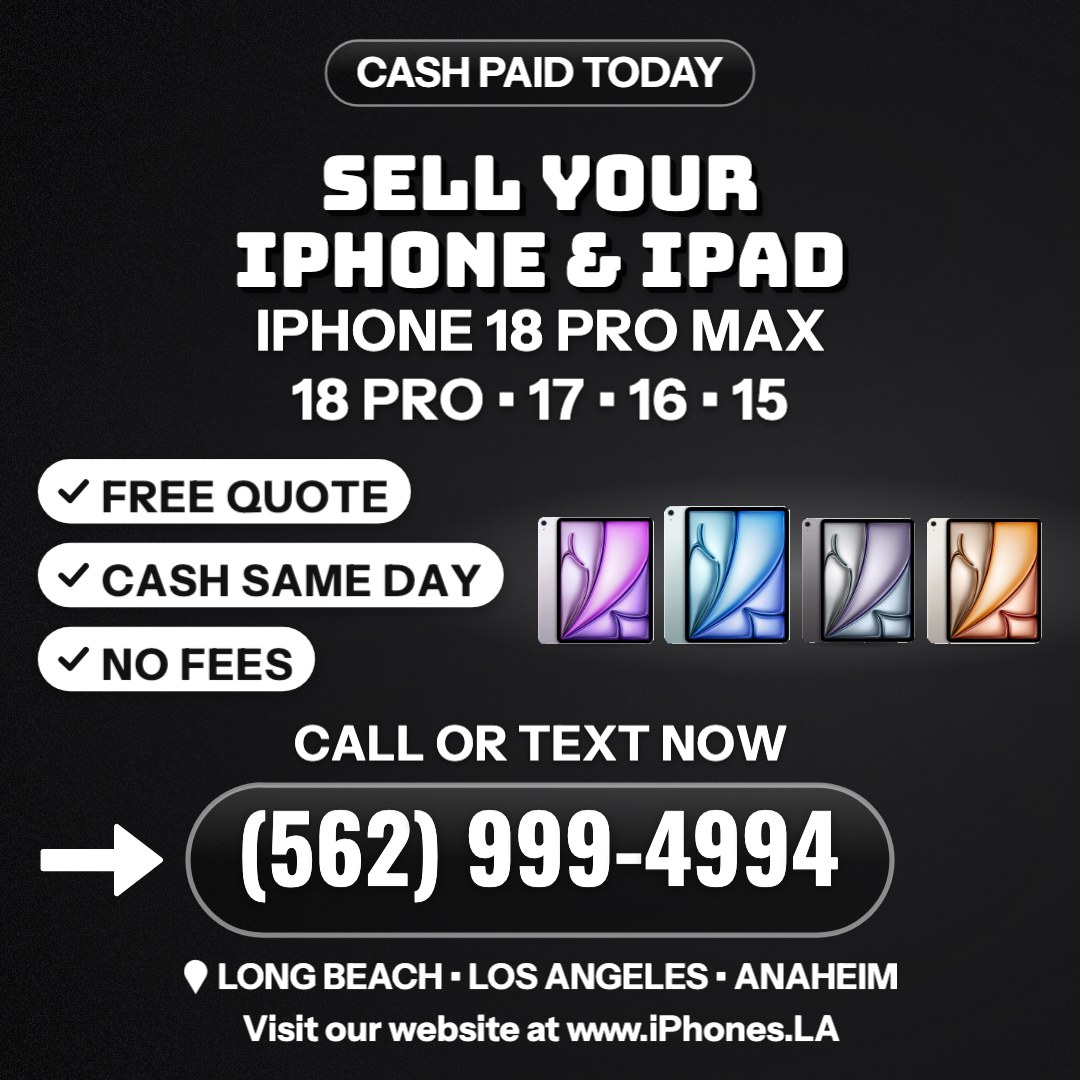 CASH PAID TODAY
SELL YOUR
IPHONE & IPAD
IPHONE 18 PRO MAX
18 PRO ▪ 17 ▪ 16 ▪ 15
✓ FREE QUOTE
✓ CASH SAME DAY
✓ NO FEES
CALL OR TEXT NOW
(562) 999-4994
LONG BEACH ▪ LOS ANGELES ▪ ANAHEIM
Visit our website at www.iPhones.LA